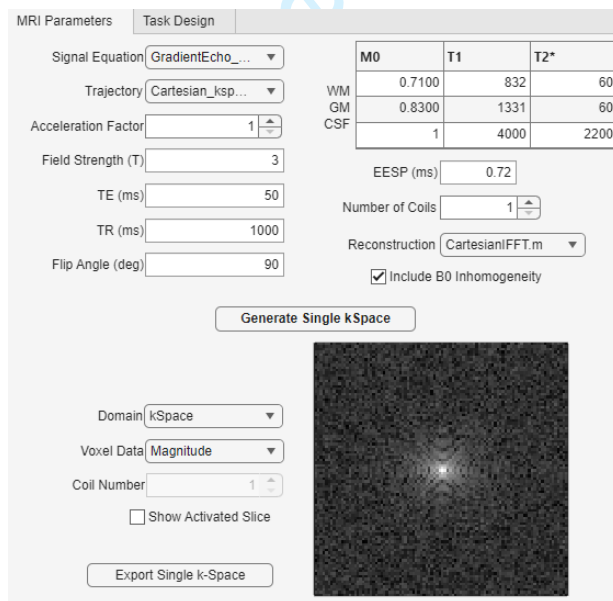 MRI Parameters
Task Design
Signal Equation GradientEcho_...
Trajectory Cartesian_ksp...
Acceleration Factor 1
Field Strength (T) 3
TE (ms) 50
TR (ms) 1000
Flip Angle (deg) 90
M0 T1 T2*
WM 0.7100 832 60
GM 0.8300 1331 60
CSF 1 4000 2200
EESP (ms) 0.72
Number of Coils 1
Reconstruction CartesianIFFT.m
Include B0 Inhomogeneity
Generate Single kSpace
Domain kSpace
Voxel Data Magnitude
Coil Number 1
Show Activated Slice
Export Single k-Space